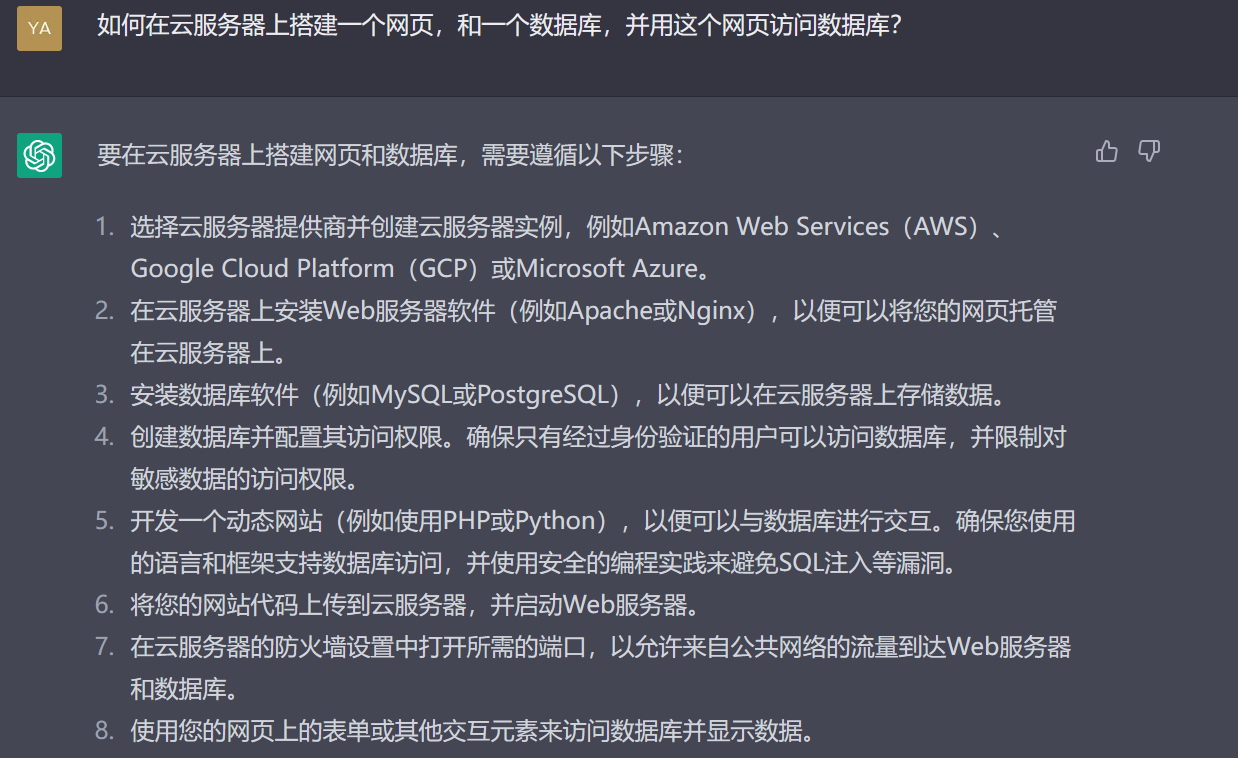 YA
如何在云服务器上搭建一个网页，和一个数据库，并用这个网页访问数据库？
要在云服务器上搭建网页和数据库，需要遵循以下步骤：
1. 选择云服务器提供商并创建云服务器实例，例如Amazon Web Services（AWS）、
Google Cloud Platform（GCP）或Microsoft Azure。
2. 在云服务器上安装Web服务器软件（例如Apache或Nginx），以便可以将您的网页托管
在云服务器上。
3. 安装数据库软件（例如MySQL或PostgreSQL），以便可以在云服务器上存储数据。
4. 创建数据库并配置其访问权限。确保只有经过身份验证的用户可以访问数据库，并限制对
敏感数据的访问权限。
5. 开发一个动态网站（例如使用PHP或Python），以便可以与数据库进行交互。确保您使用
的语言和框架支持数据库访问，并使用安全的编程实践来避免SQL注入等漏洞。
6. 将您的网站代码上传到云服务器，并启动Web服务器。
7. 在云服务器的防火墙设置中打开所需的端口，以允许来自公共网络的流量到达Web服务器
和数据库。
8. 使用您的网页上的表单或其他交互元素来访问数据库并显示数据。